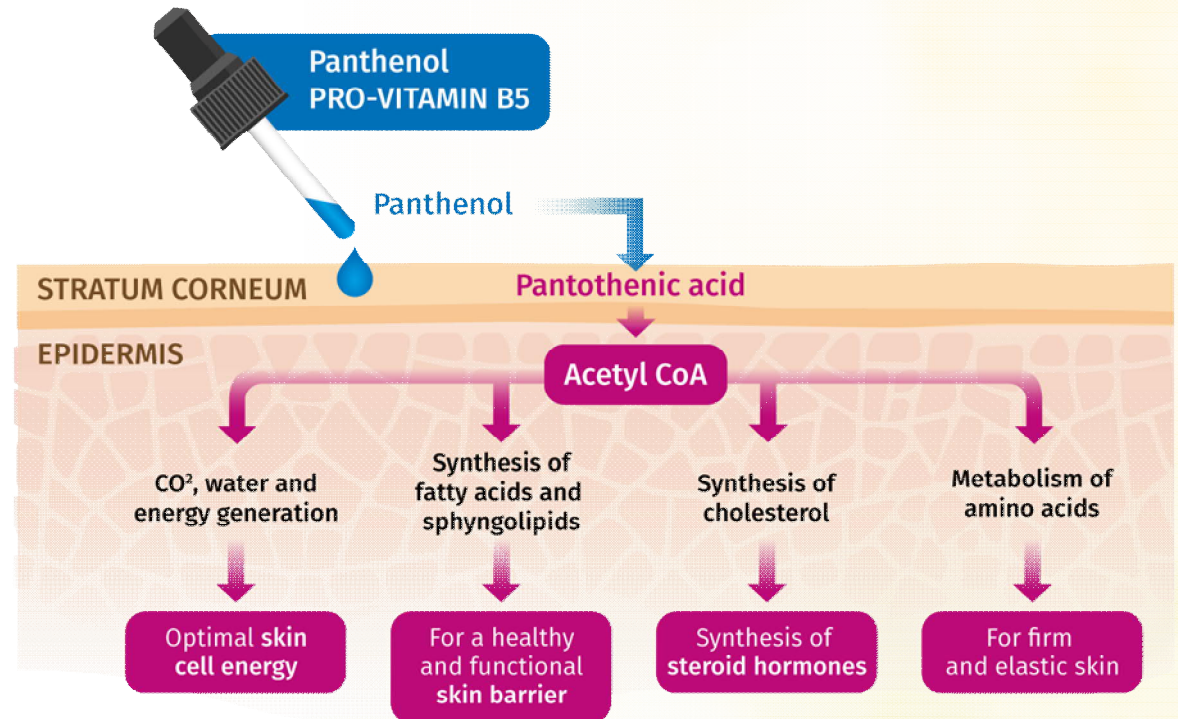 Panthenol
PRO-VITAMIN B5
Panthenol
STRATUM CORNEUM
Pantothenic acid
EPIDERMIS
Acetyl CoA
CO², water and
energy generation
Synthesis of
fatty acids and
sphyngolipids
Synthesis of
cholesterol
Metabolism of
amino acids
Optimal skin
cell energy
For a healthy
and functional
skin barrier
Synthesis of
steroid hormones
For firm
and elastic skin